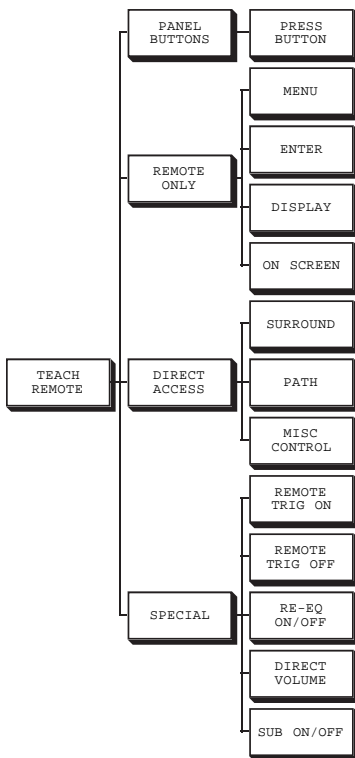 PANEL
BUTTONS
PRESS
BUTTON
MENU
REMOTE
ONLY
ENTER
DISPLAY
ON SCREEN
SURROUND
TEACH
REMOTE
DIRECT
ACCESS
PATH
MISC
CONTROL
REMOTE
TRIG ON
REMOTE
TRIG OFF
SPECIAL
RE-EQ
ON/OFF
DIRECT
VOLUME
SUB ON/OFF